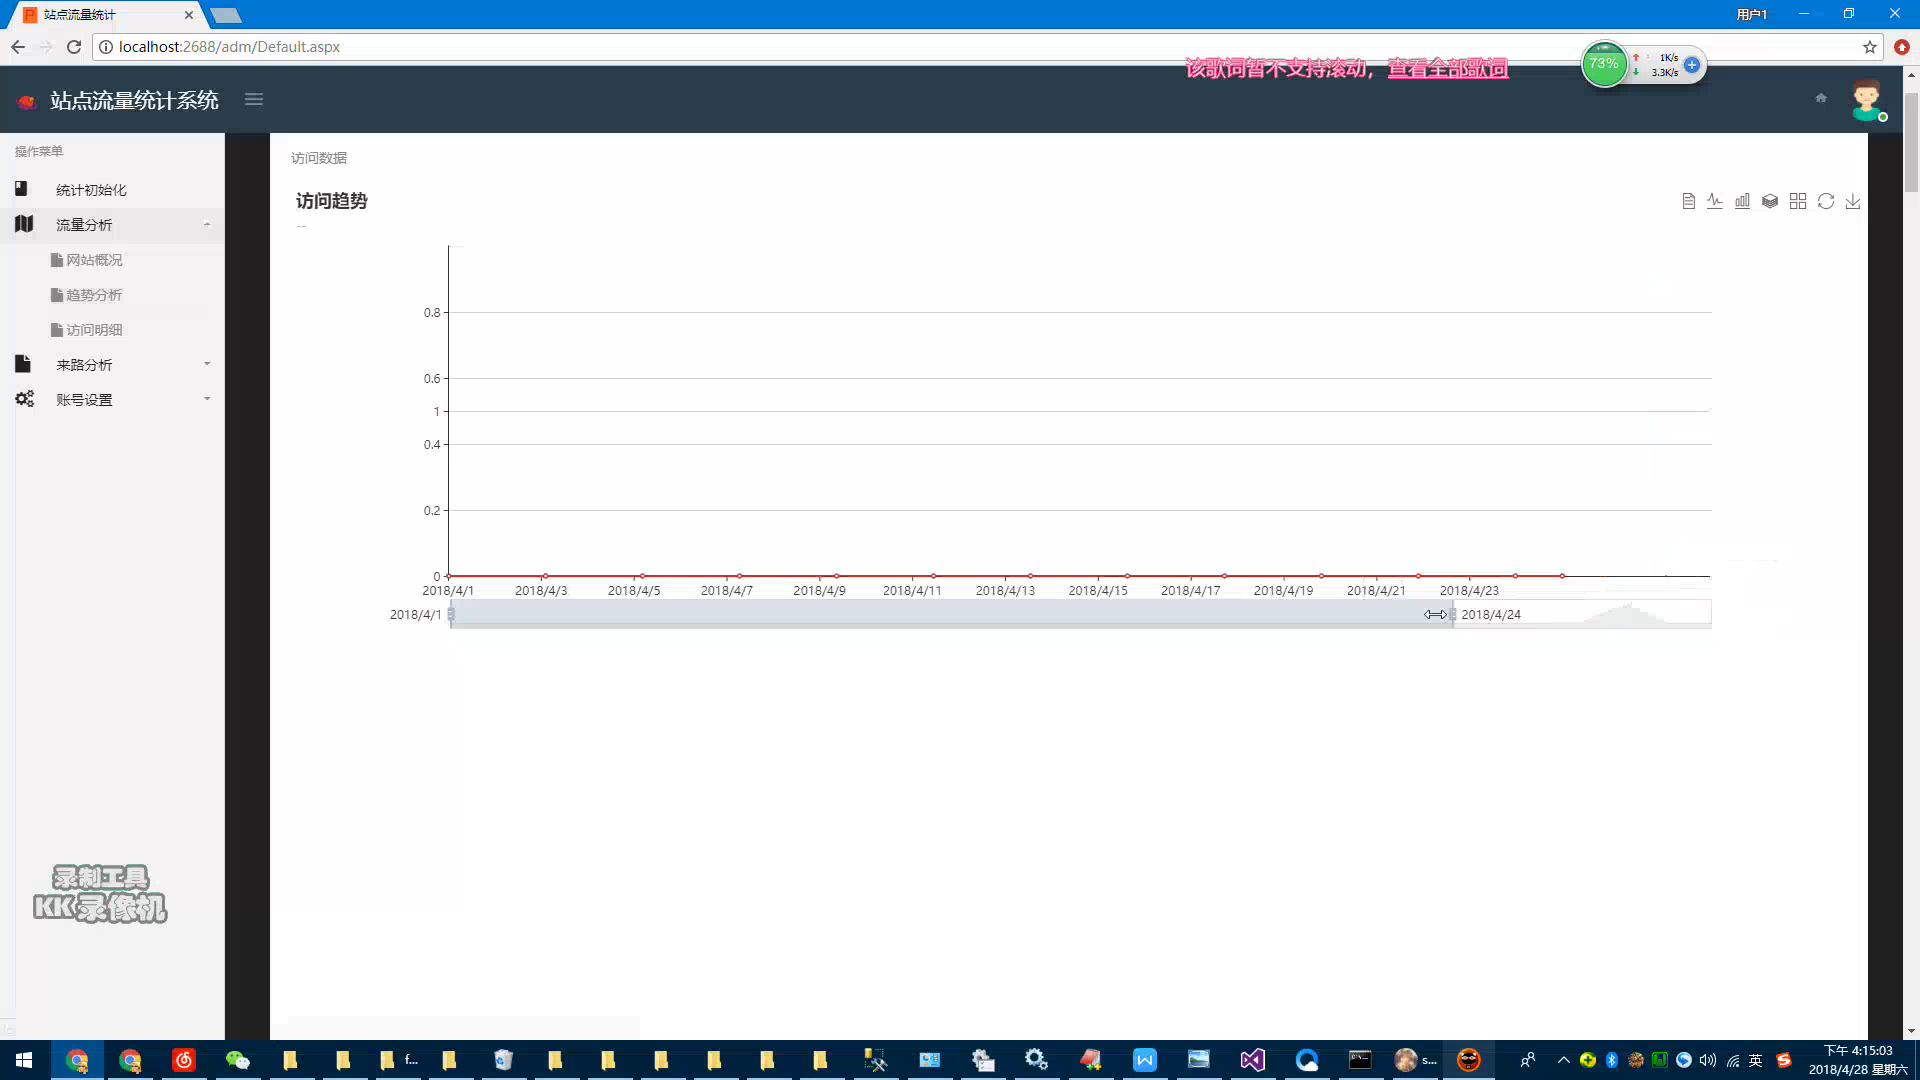 站点流量统计
用户1
localhost:2688/adm/Default.aspx
该歌词暂不支持滚动，查看全部歌词
73%
1K/s
3.3K/s
站点流量统计系统
操作菜单
统计初始化
流量分析
网站概况
趋势分析
访问明细
来路分析
账号设置
访问数据
访问趋势
--
0.8
0.6
1
0.4
0.2
0
2018/4/1
2018/4/3
2018/4/5
2018/4/7
2018/4/9
2018/4/11
2018/4/13
2018/4/15
2018/4/17
2018/4/19
2018/4/21
2018/4/23
2018/4/1
2018/4/24
录制工具
KK录像机
f...
s...
英
下午 4:15:03
2018/4/28 星期六